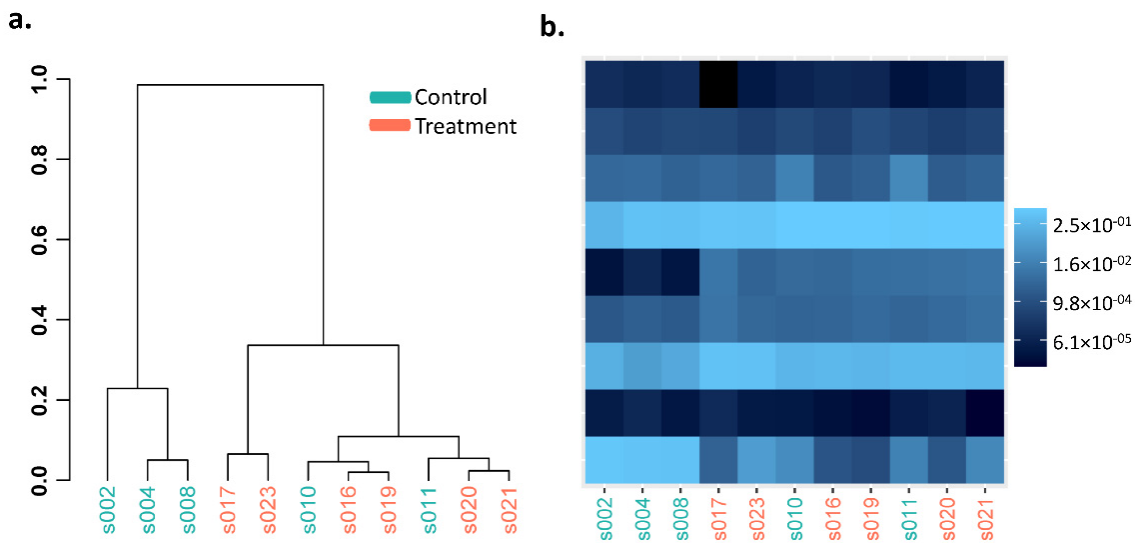 a.
1.0
0.8
0.6
0.4
0.2
0.0
Control
Treatment
s002
s004
s008
s017
s023
s010
s016
s019
s011
s020
s021
b.
2.5×10⁻⁰¹
1.6×10⁻⁰²
9.8×10⁻⁰⁴
6.1×10⁻⁰⁵
s002
s004
s008
s017
s023
s010
s016
s019
s011
s020
s021